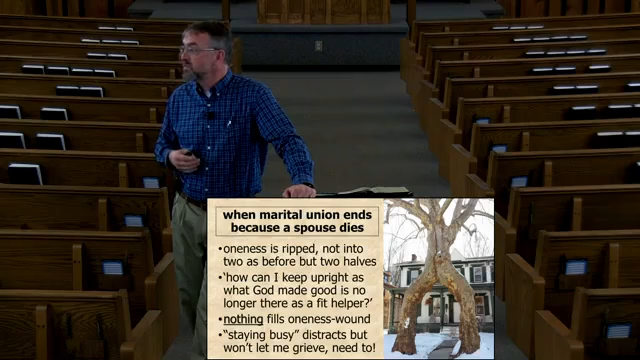 when marital union ends
because a spouse dies
•oneness is ripped, not into
two as before but two halves
•'how can I keep upright as
what God made good is no
longer there as a fit helper?'
•nothing fills oneness-wound
•"staying busy" distracts but
won't let me grieve, need to!